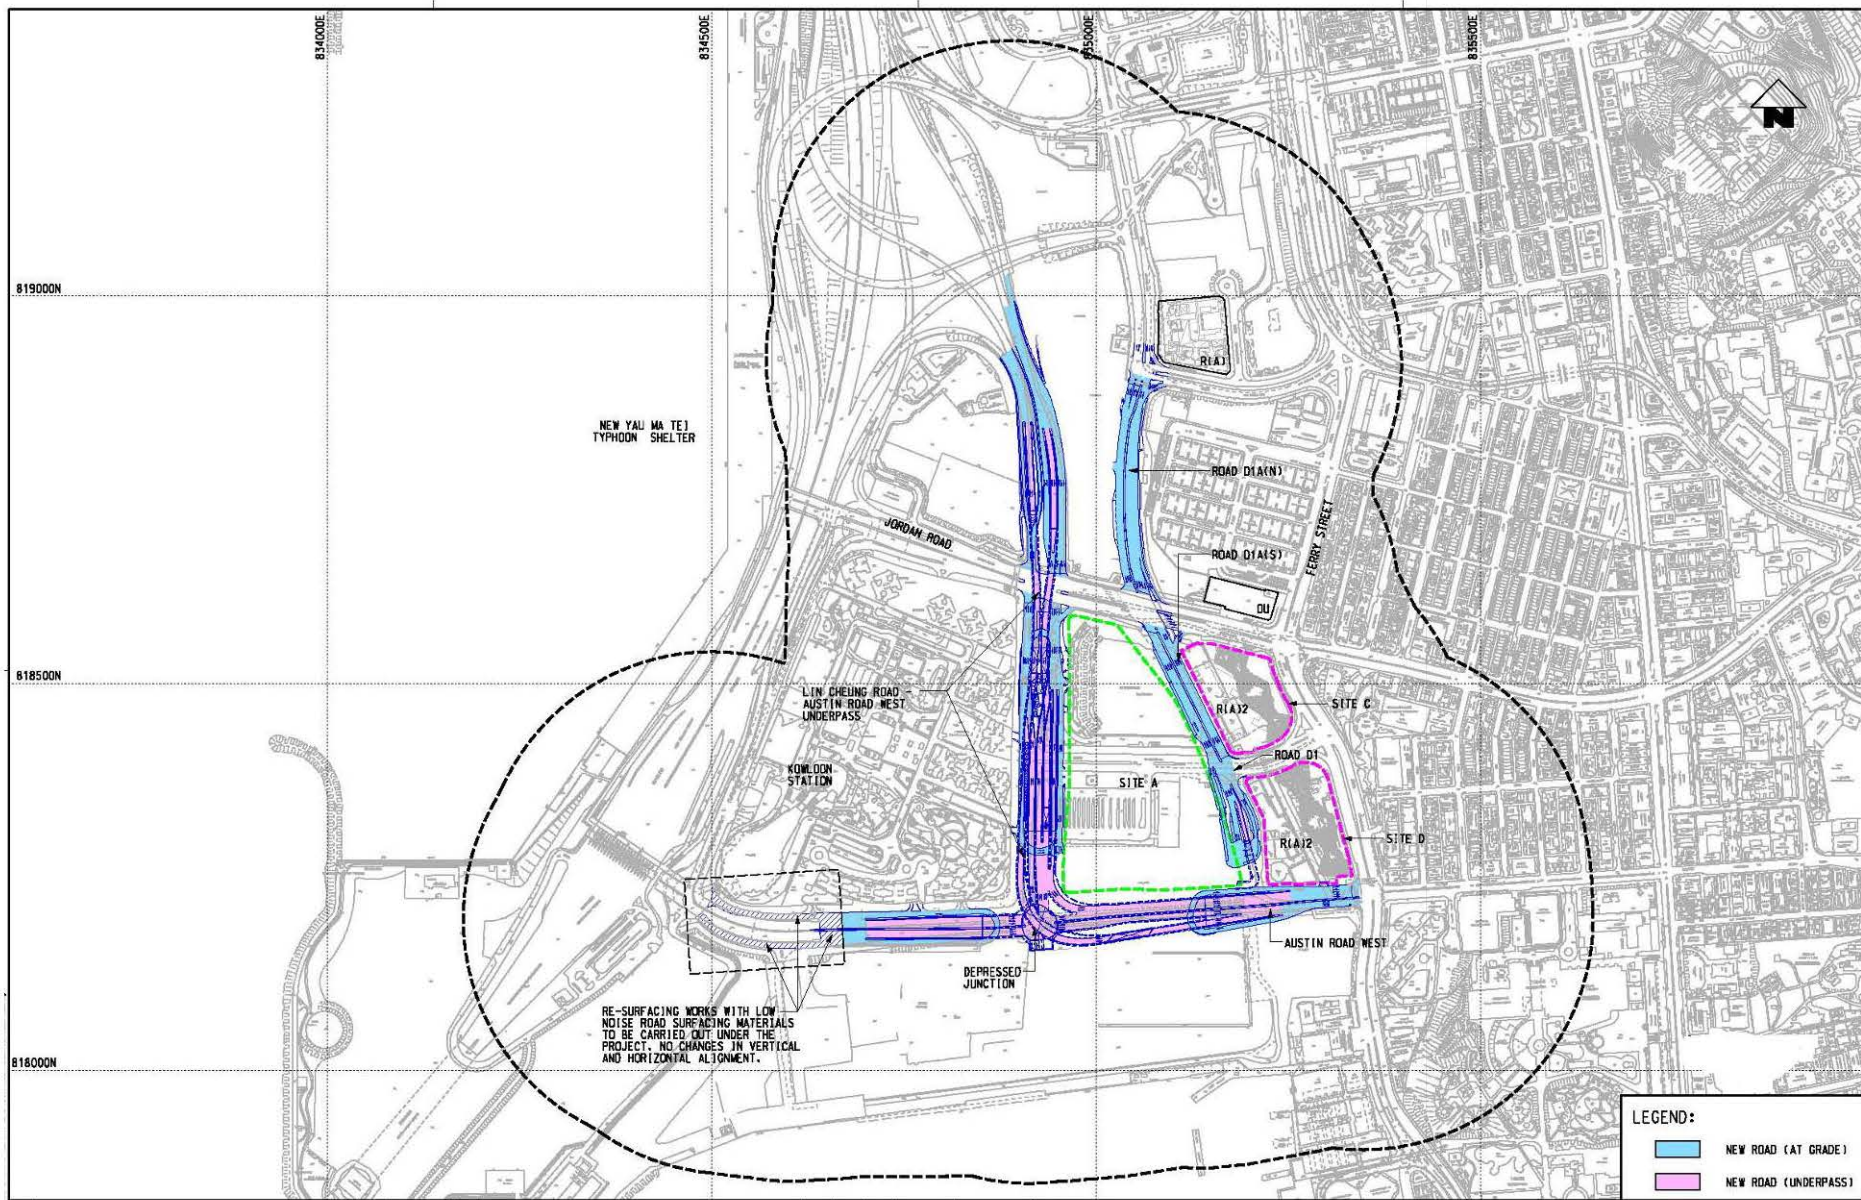 834000E
834500E
835000E
835500E
N
819000N
R(A)
NEW YAU MA TEI
TYPHOON SHELTER
ROAD D1A(N)
JORDAN ROAD
FERRY STREET
ROAD D1A(S)
OU
818500N
LIN CHEUNG ROAD -
AUSTIN ROAD WEST
UNDERPASS
R(A)2
SITE C
ROAD D1
KOWLOON
STATION
SITE A
R(A)2
SITE D
AUSTIN ROAD WEST
DEPRESSED
JUNCTION
RE-SURFACING WORKS WITH LOW
NOISE ROAD SURFACING MATERIALS
TO BE CARRIED OUT UNDER THE
PROJECT. NO CHANGES IN VERTICAL
AND HORIZONTAL ALIGNMENT.
818000N
LEGEND:
NEW ROAD (AT GRADE)
NEW ROAD (UNDERPASS)